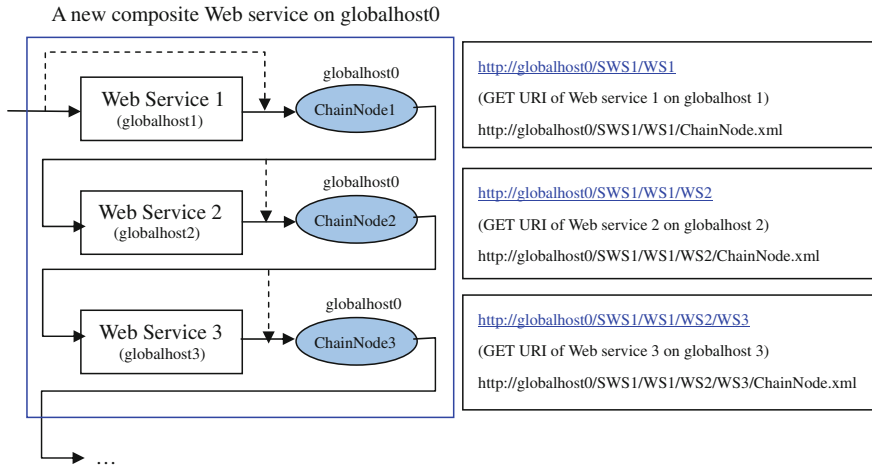 A new composite Web service on globalhost0
globalhost0
Web Service 1
(globalhost1)
ChainNode1
http://globalhost0/SWS1/WS1
(GET URI of Web service 1 on globalhost 1)
http://globalhost0/SWS1/WS1/ChainNode.xml
globalhost0
Web Service 2
(globalhost2)
ChainNode2
http://globalhost0/SWS1/WS1/WS2
(GET URI of Web service 2 on globalhost 2)
http://globalhost0/SWS1/WS1/WS2/ChainNode.xml
globalhost0
Web Service 3
(globalhost3)
ChainNode3
http://globalhost0/SWS1/WS1/WS2/WS3
(GET URI of Web service 3 on globalhost 3)
http://globalhost0/SWS1/WS1/WS2/WS3/ChainNode.xml
...